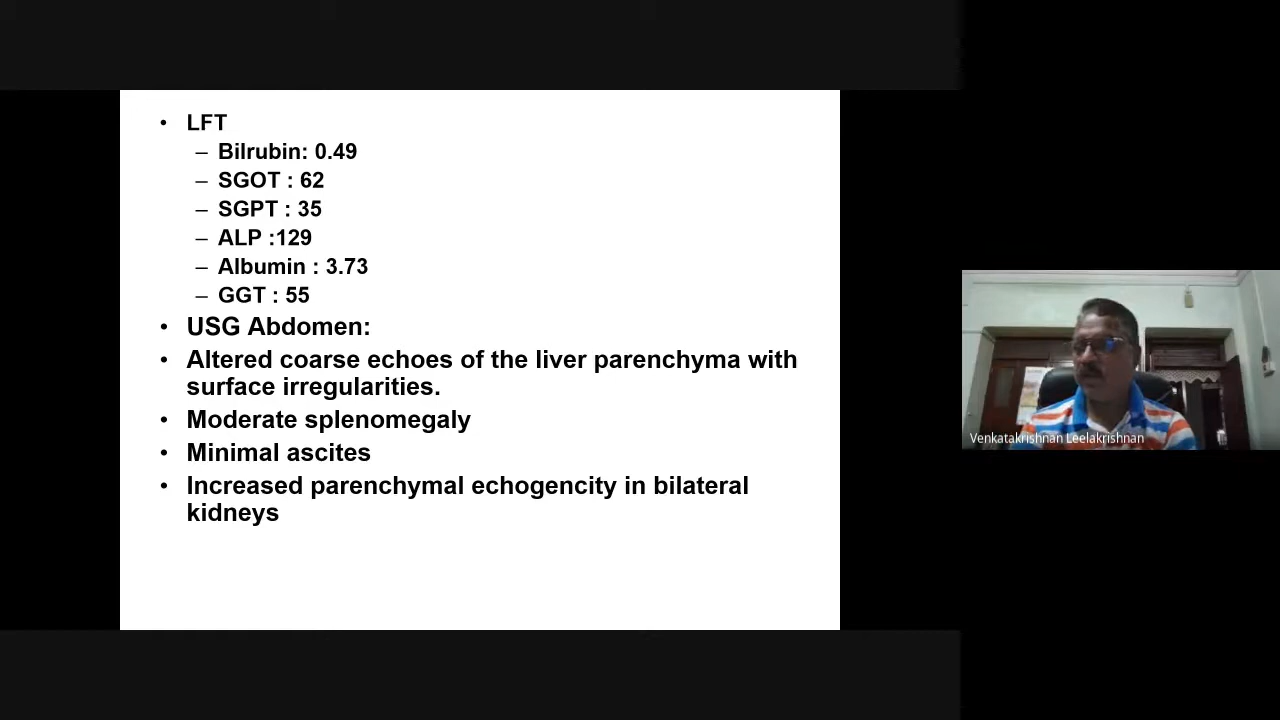 • LFT
– Bilrubin: 0.49
– SGOT : 62
– SGPT : 35
– ALP :129
– Albumin : 3.73
– GGT : 55
• USG Abdomen:
• Altered coarse echoes of the liver parenchyma with
surface irregularities.
• Moderate splenomegaly
• Minimal ascites
• Increased parenchymal echogencity in bilateral
kidneys
Venkatakrishnan Leelakrishnan